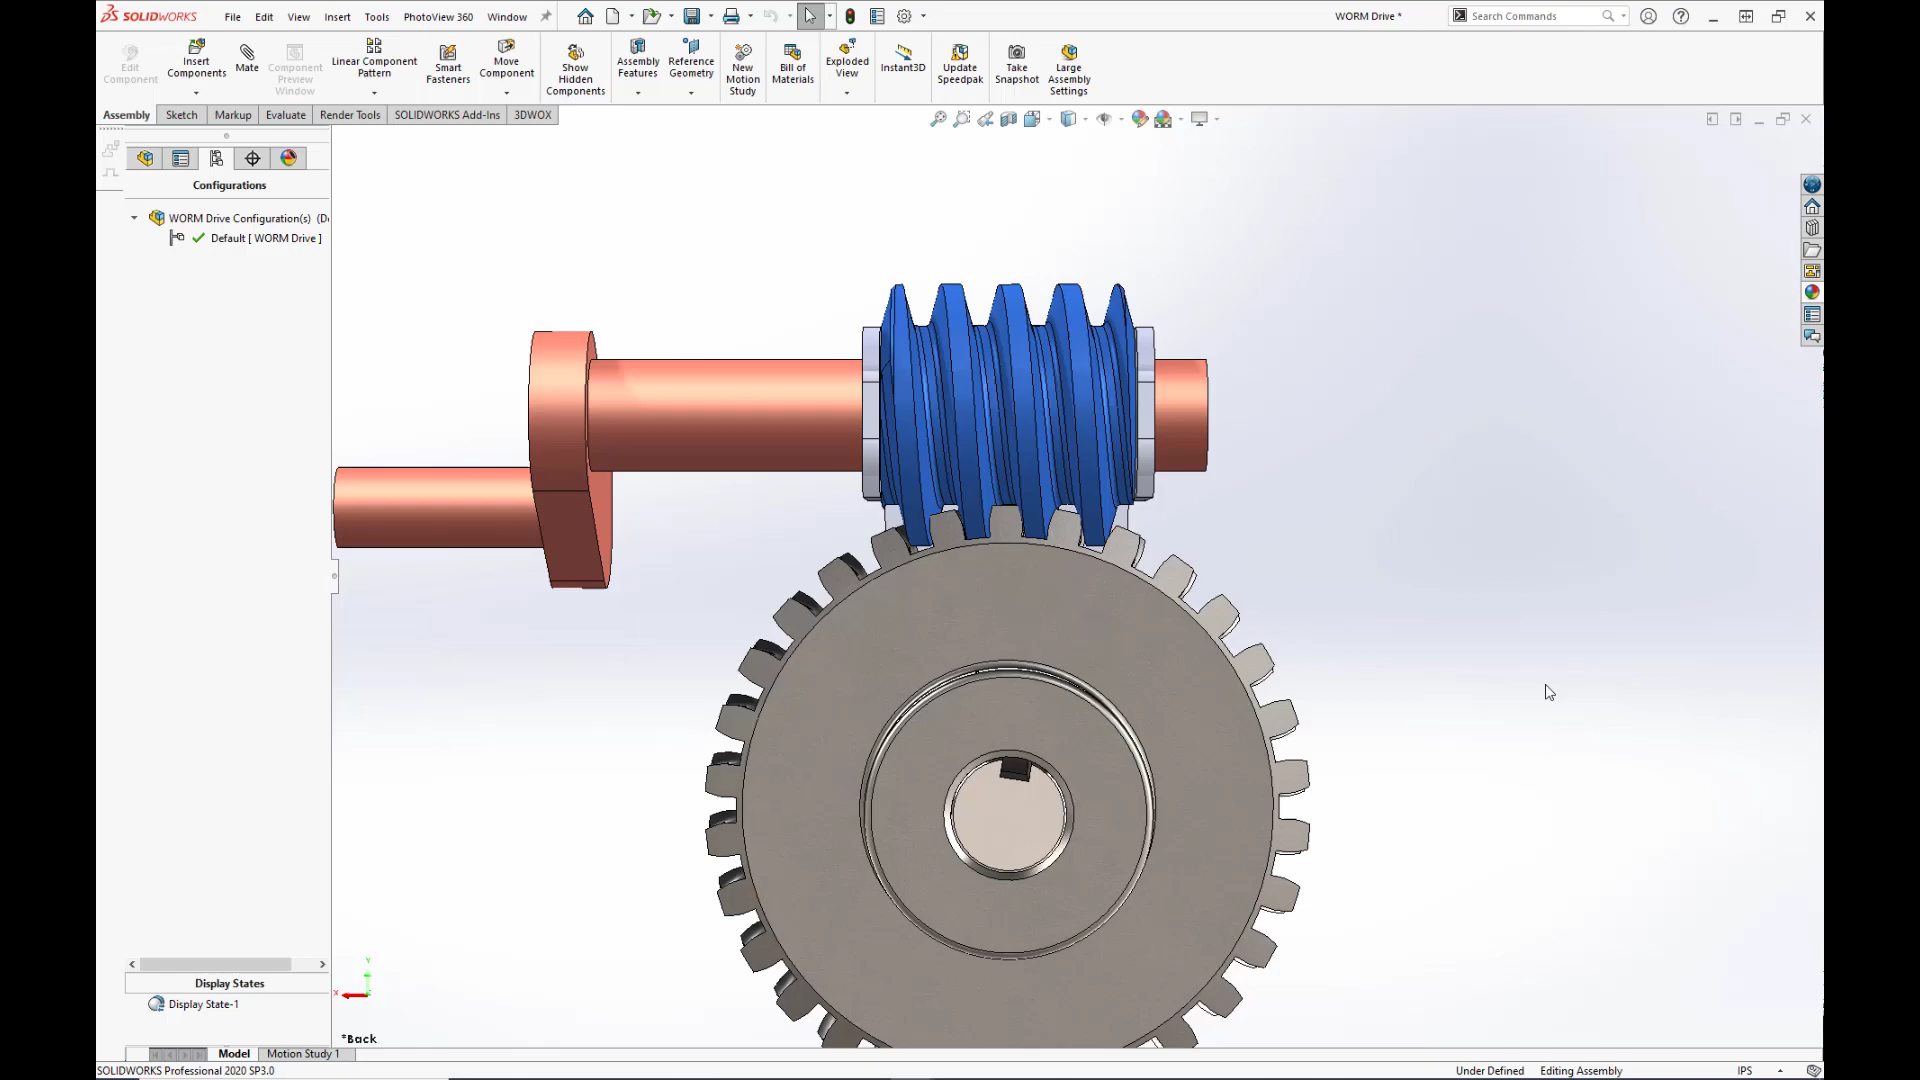 SOLIDWORKS File Edit View Insert Tools PhotoView 360 Window WORM Drive * Search Commands
Edit Component
Insert Components
Mate
Component Preview Window
Linear Component Pattern
Smart Fasteners
Move Component
Show Hidden Components
Assembly Features
Reference Geometry
New Motion Study
Bill of Materials
Exploded View
Instant3D
Update Speedpak
Take Snapshot
Large Assembly Settings
Assembly Sketch Markup Evaluate Render Tools SOLIDWORKS Add-Ins 3DWOX
Configurations
WORM Drive Configuration(s) (D
Default [ WORM Drive ]
Display States
Display State-1
Y
X
*Back
Model Motion Study 1
SOLIDWORKS Professional 2020 SP3.0 Under Defined Editing Assembly IPS